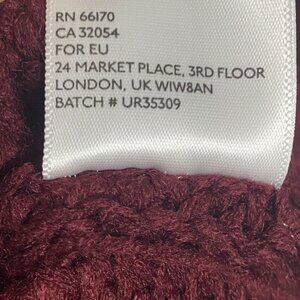 RN 66170
CA 32054
FOR EU
24 MARKET PLACE, 3RD FLOOR
LONDON, UK W1W8AN
BATCH # UR35309